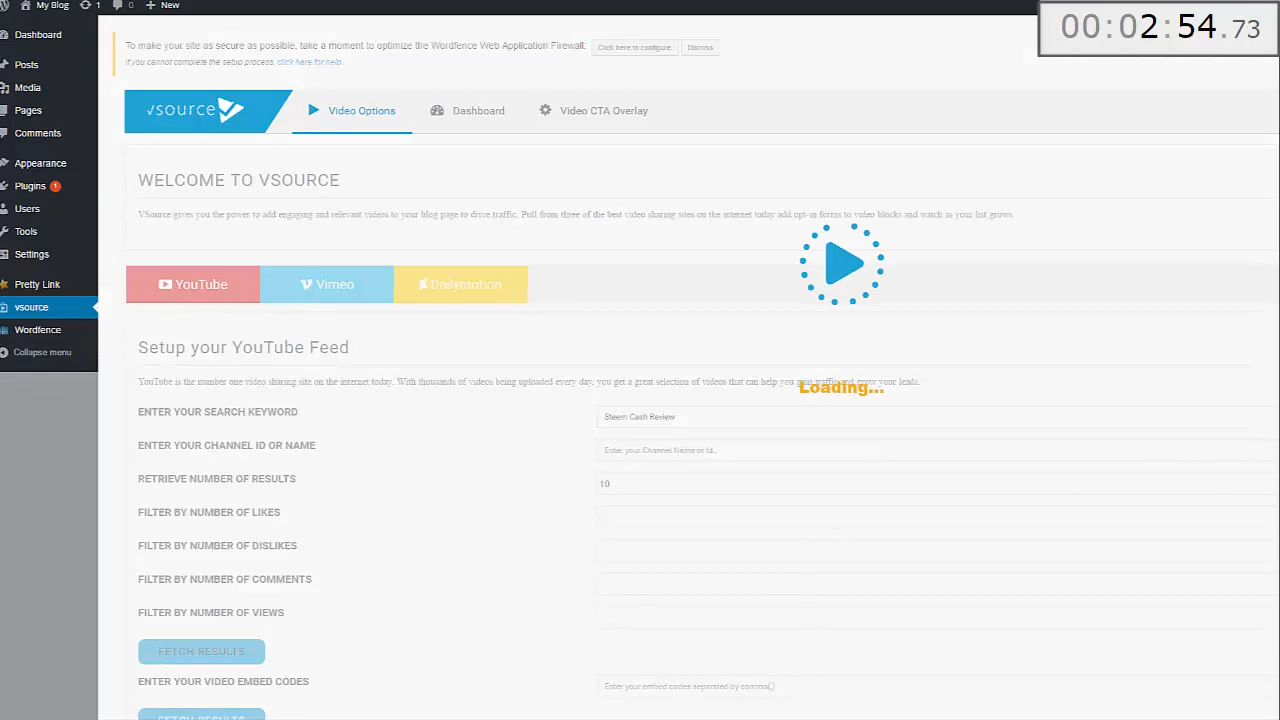 My Blog 1 0 New
00:02:54.73
Dashboard
Posts
Media
Pages
Comments
Appearance
Plugins 1
Users
Tools
Settings
Pretty Link
vsource
Wordfence
Collapse menu
To make your site as secure as possible, take a moment to optimize the Wordfence Web Application Firewall: Click here to configure. Dismiss
If you cannot complete the setup process, click here for help.
vsource Video Options Dashboard Video CTA Overlay
WELCOME TO VSOURCE
VSource gives you the power to add engaging and relevant videos to your blog page to drive traffic. Pull from three of the best video sharing sites on the internet today add opt-in forms to video blocks and watch as your list grows.
YouTube Vimeo Dailymotion
Setup your YouTube Feed
YouTube is the number one video sharing site on the internet today. With thousands of videos being uploaded every day, you get a great selection of videos that can help you gain traffic and grow your leads.
Loading...
ENTER YOUR SEARCH KEYWORD Steem Cash Review
ENTER YOUR CHANNEL ID OR NAME Enter your Channel Name or Id..
RETRIEVE NUMBER OF RESULTS 10
FILTER BY NUMBER OF LIKES
FILTER BY NUMBER OF DISLIKES
FILTER BY NUMBER OF COMMENTS
FILTER BY NUMBER OF VIEWS
FETCH RESULTS
ENTER YOUR VIDEO EMBED CODES Enter your embed codes separated by comma(,)
FETCH RESULTS